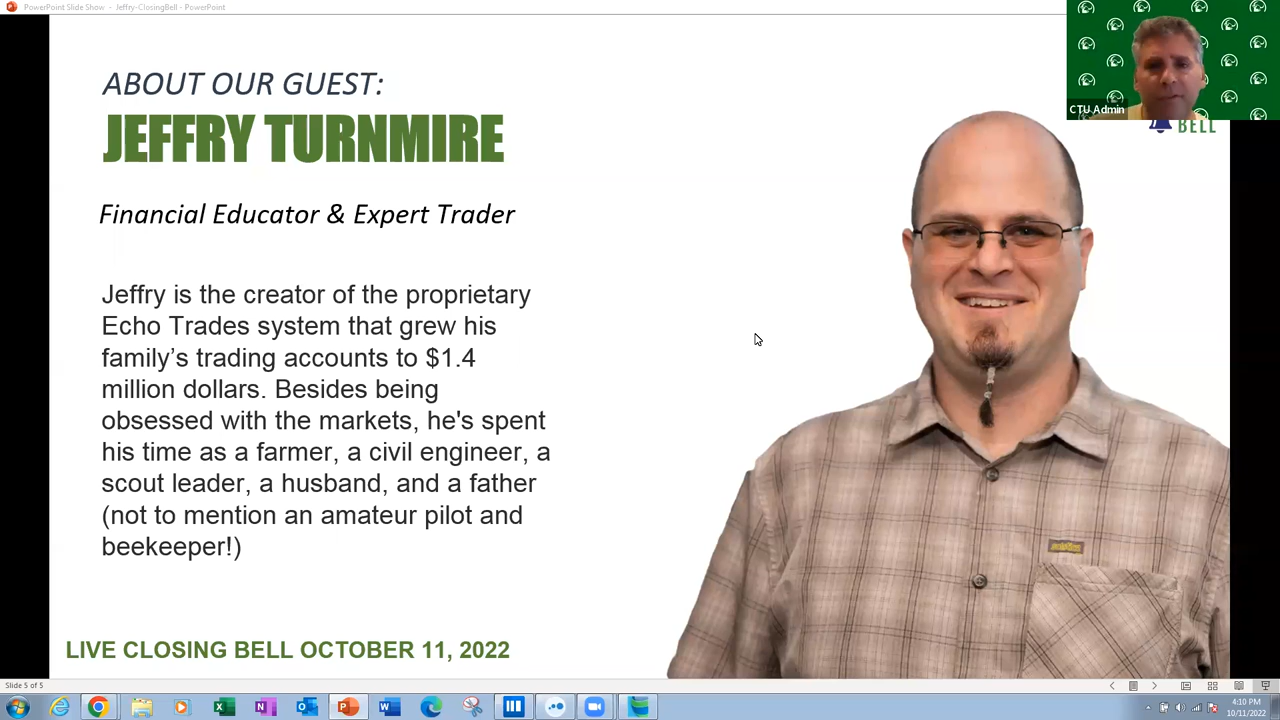 PowerPoint Slide Show - Jeffry-ClosingBell - PowerPoint
CTU Admin
BELL
ABOUT OUR GUEST:
JEFFRY TURNMIRE
Financial Educator & Expert Trader
Jeffry is the creator of the proprietary
Echo Trades system that grew his
family's trading accounts to $1.4
million dollars. Besides being
obsessed with the markets, he's spent
his time as a farmer, a civil engineer, a
scout leader, a husband, and a father
(not to mention an amateur pilot and
beekeeper!)
LIVE CLOSING BELL OCTOBER 11, 2022
Slide 5 of 5
4:10 PM
10/11/2022